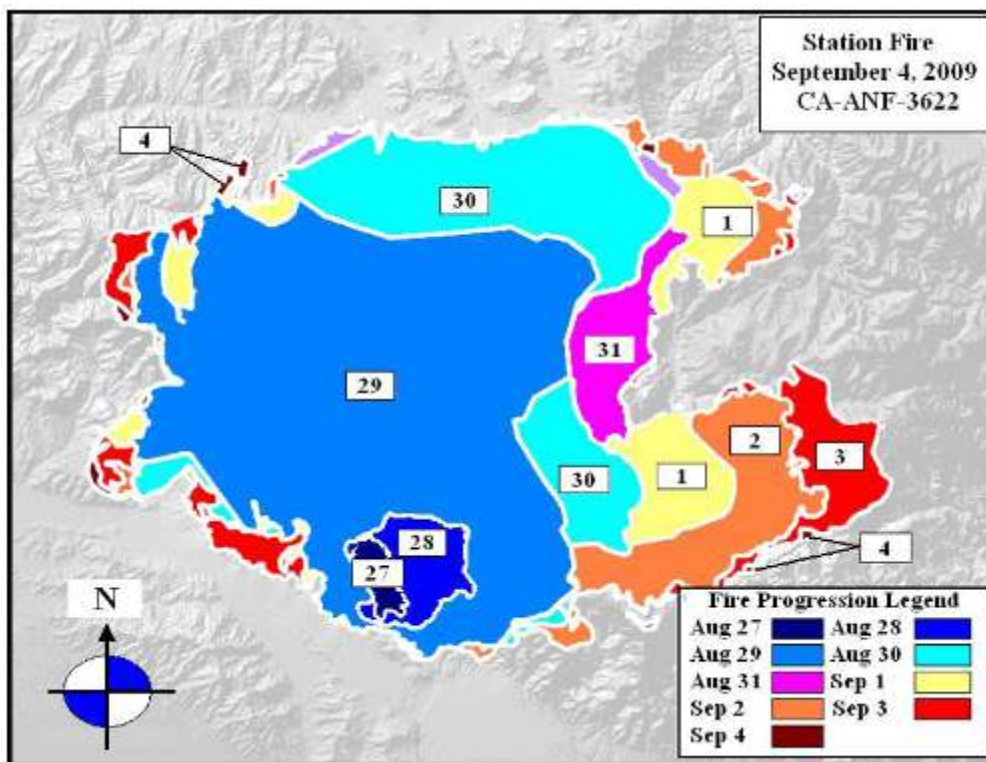 Station Fire
September 4, 2009
CA-ANF-3622
4
30
1
31
29
2
3
30
1
28
27
4
N
Fire Progression Legend
Aug 27 Aug 28
Aug 29 Aug 30
Aug 31 Sep 1
Sep 2 Sep 3
Sep 4